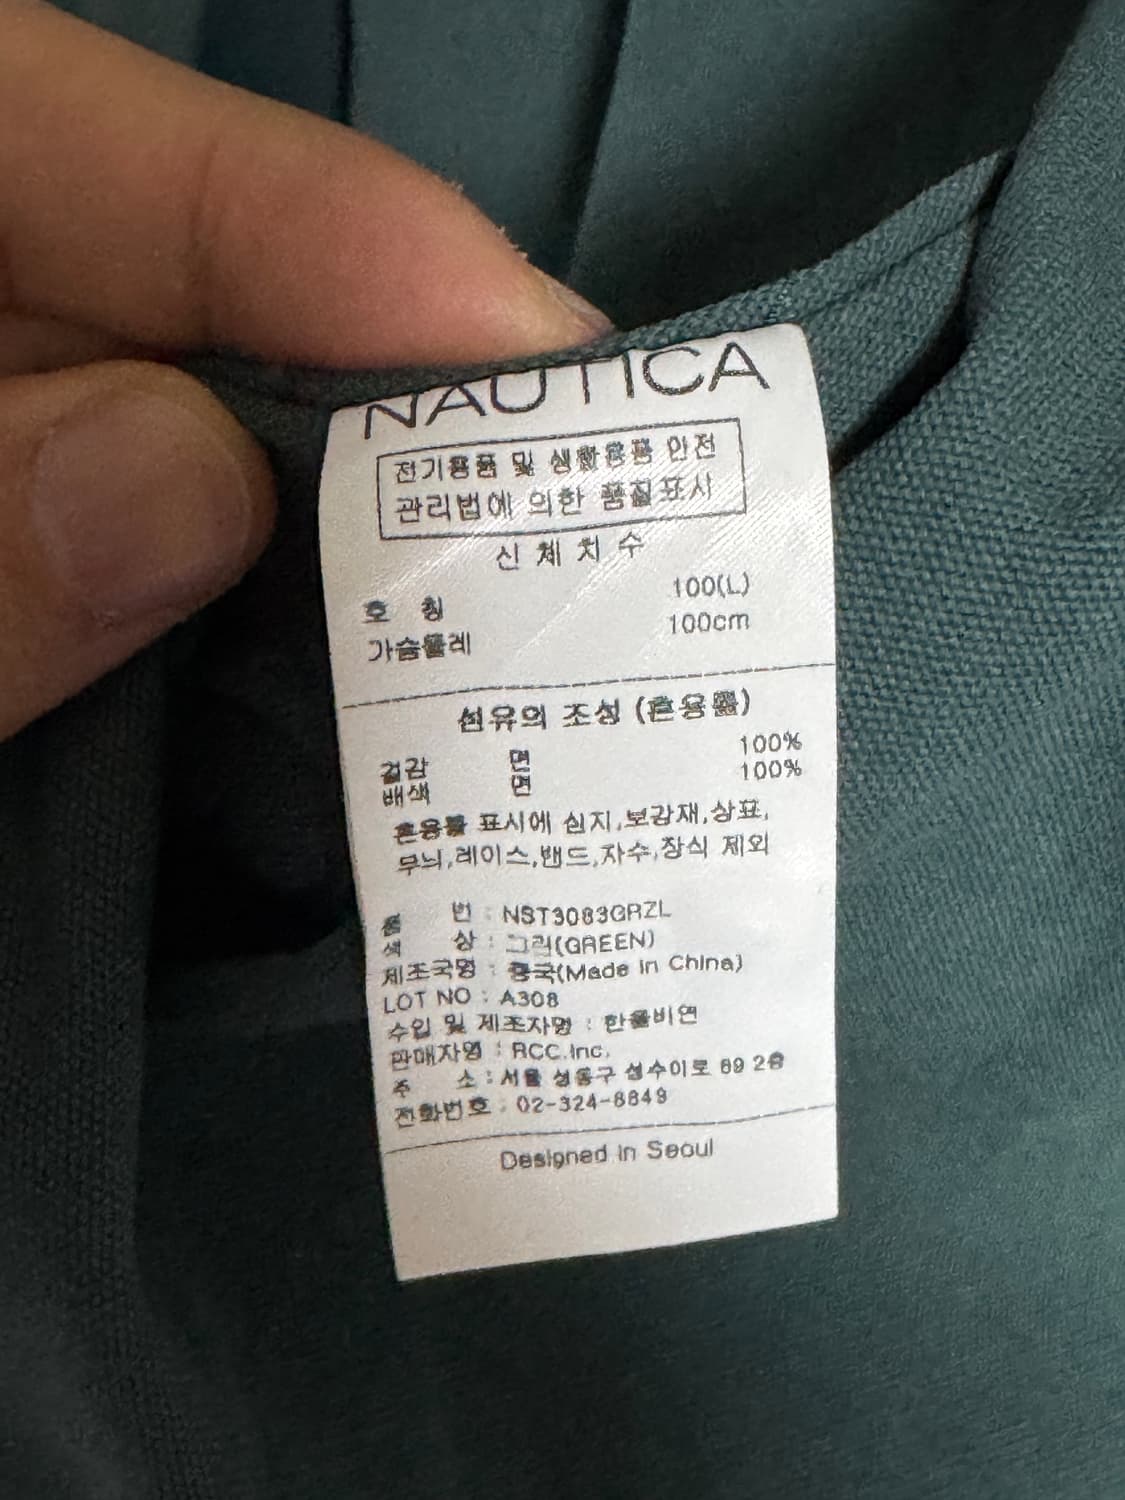 NAUTICA
전기용품 및 생활용품 안전
관리법에 의한 품질표시
신체치수
호 칭 100(L)
가슴둘레 100cm
섬유의 조성 (혼용률)
겉감 면 100%
배색 면 100%
혼용률 표시에 심지,보강재,상표,
무늬,레이스,밴드,자수,장식 제외
품 번 : NST3083GRZL
색 상 : 그린(GREEN)
제조국명 : 중국(Made in China)
LOT NO : A308
수입 및 제조자명 : 한울비연
판매자명 : RCC.Inc.
주 소 : 서울 성동구 성수이로 89 2층
전화번호 : 02-324-8849
Designed in Seoul